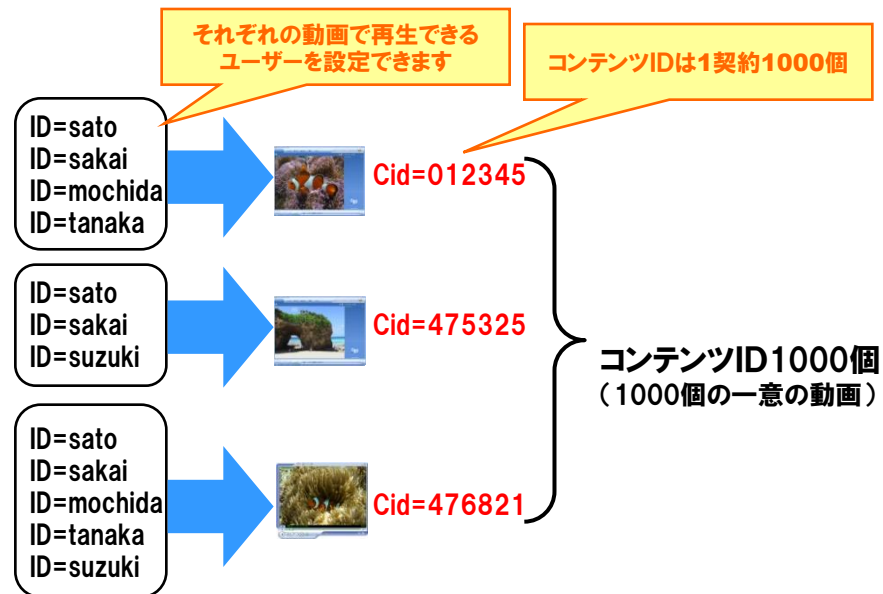 それぞれの動画で再生できる
ユーザーを設定できます
コンテンツIDは1契約1000個
ID=sato
ID=sakai
ID=mochida
ID=tanaka
Cid=012345
ID=sato
ID=sakai
ID=suzuki
Cid=475325
コンテンツID1000個
（1000個の一意の動画）
ID=sato
ID=sakai
ID=mochida
ID=tanaka
ID=suzuki
Cid=476821